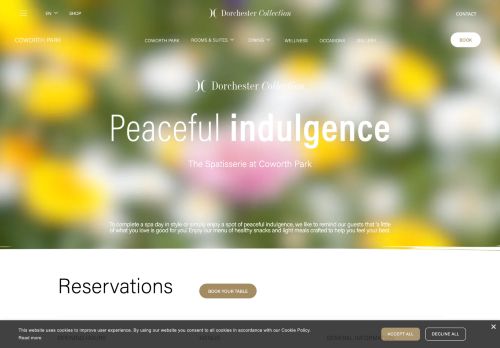 EN SHOP Dorchester Collection CONTACT
COWORTH PARK COWORTH PARK ROOMS & SUITES DINING WELLNESS OCCASIONS GALLERY BOOK
Dorchester Collection
Peaceful indulgence
The Spatisserie at Coworth Park
To complete a spa day in style or simply enjoy a spot of peaceful indulgence, we like to remind our guests that 'a little
of what you love is good for you'. Enjoy our menu of healthy snacks and light meals crafted to help you feel your best.
Reservations BOOK YOUR TABLE
This website uses cookies to improve user experience. By using our website you consent to all cookies in accordance with our Cookie Policy.
Read more
ACCEPT ALL DECLINE ALL